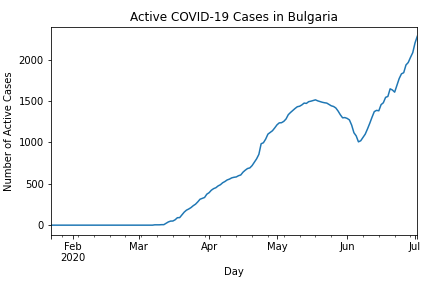 Active COVID-19 Cases in Bulgaria
Number of Active Cases
2000
1500
1000
500
0
Feb
2020
Mar
Apr
May
Jun
Jul
Day